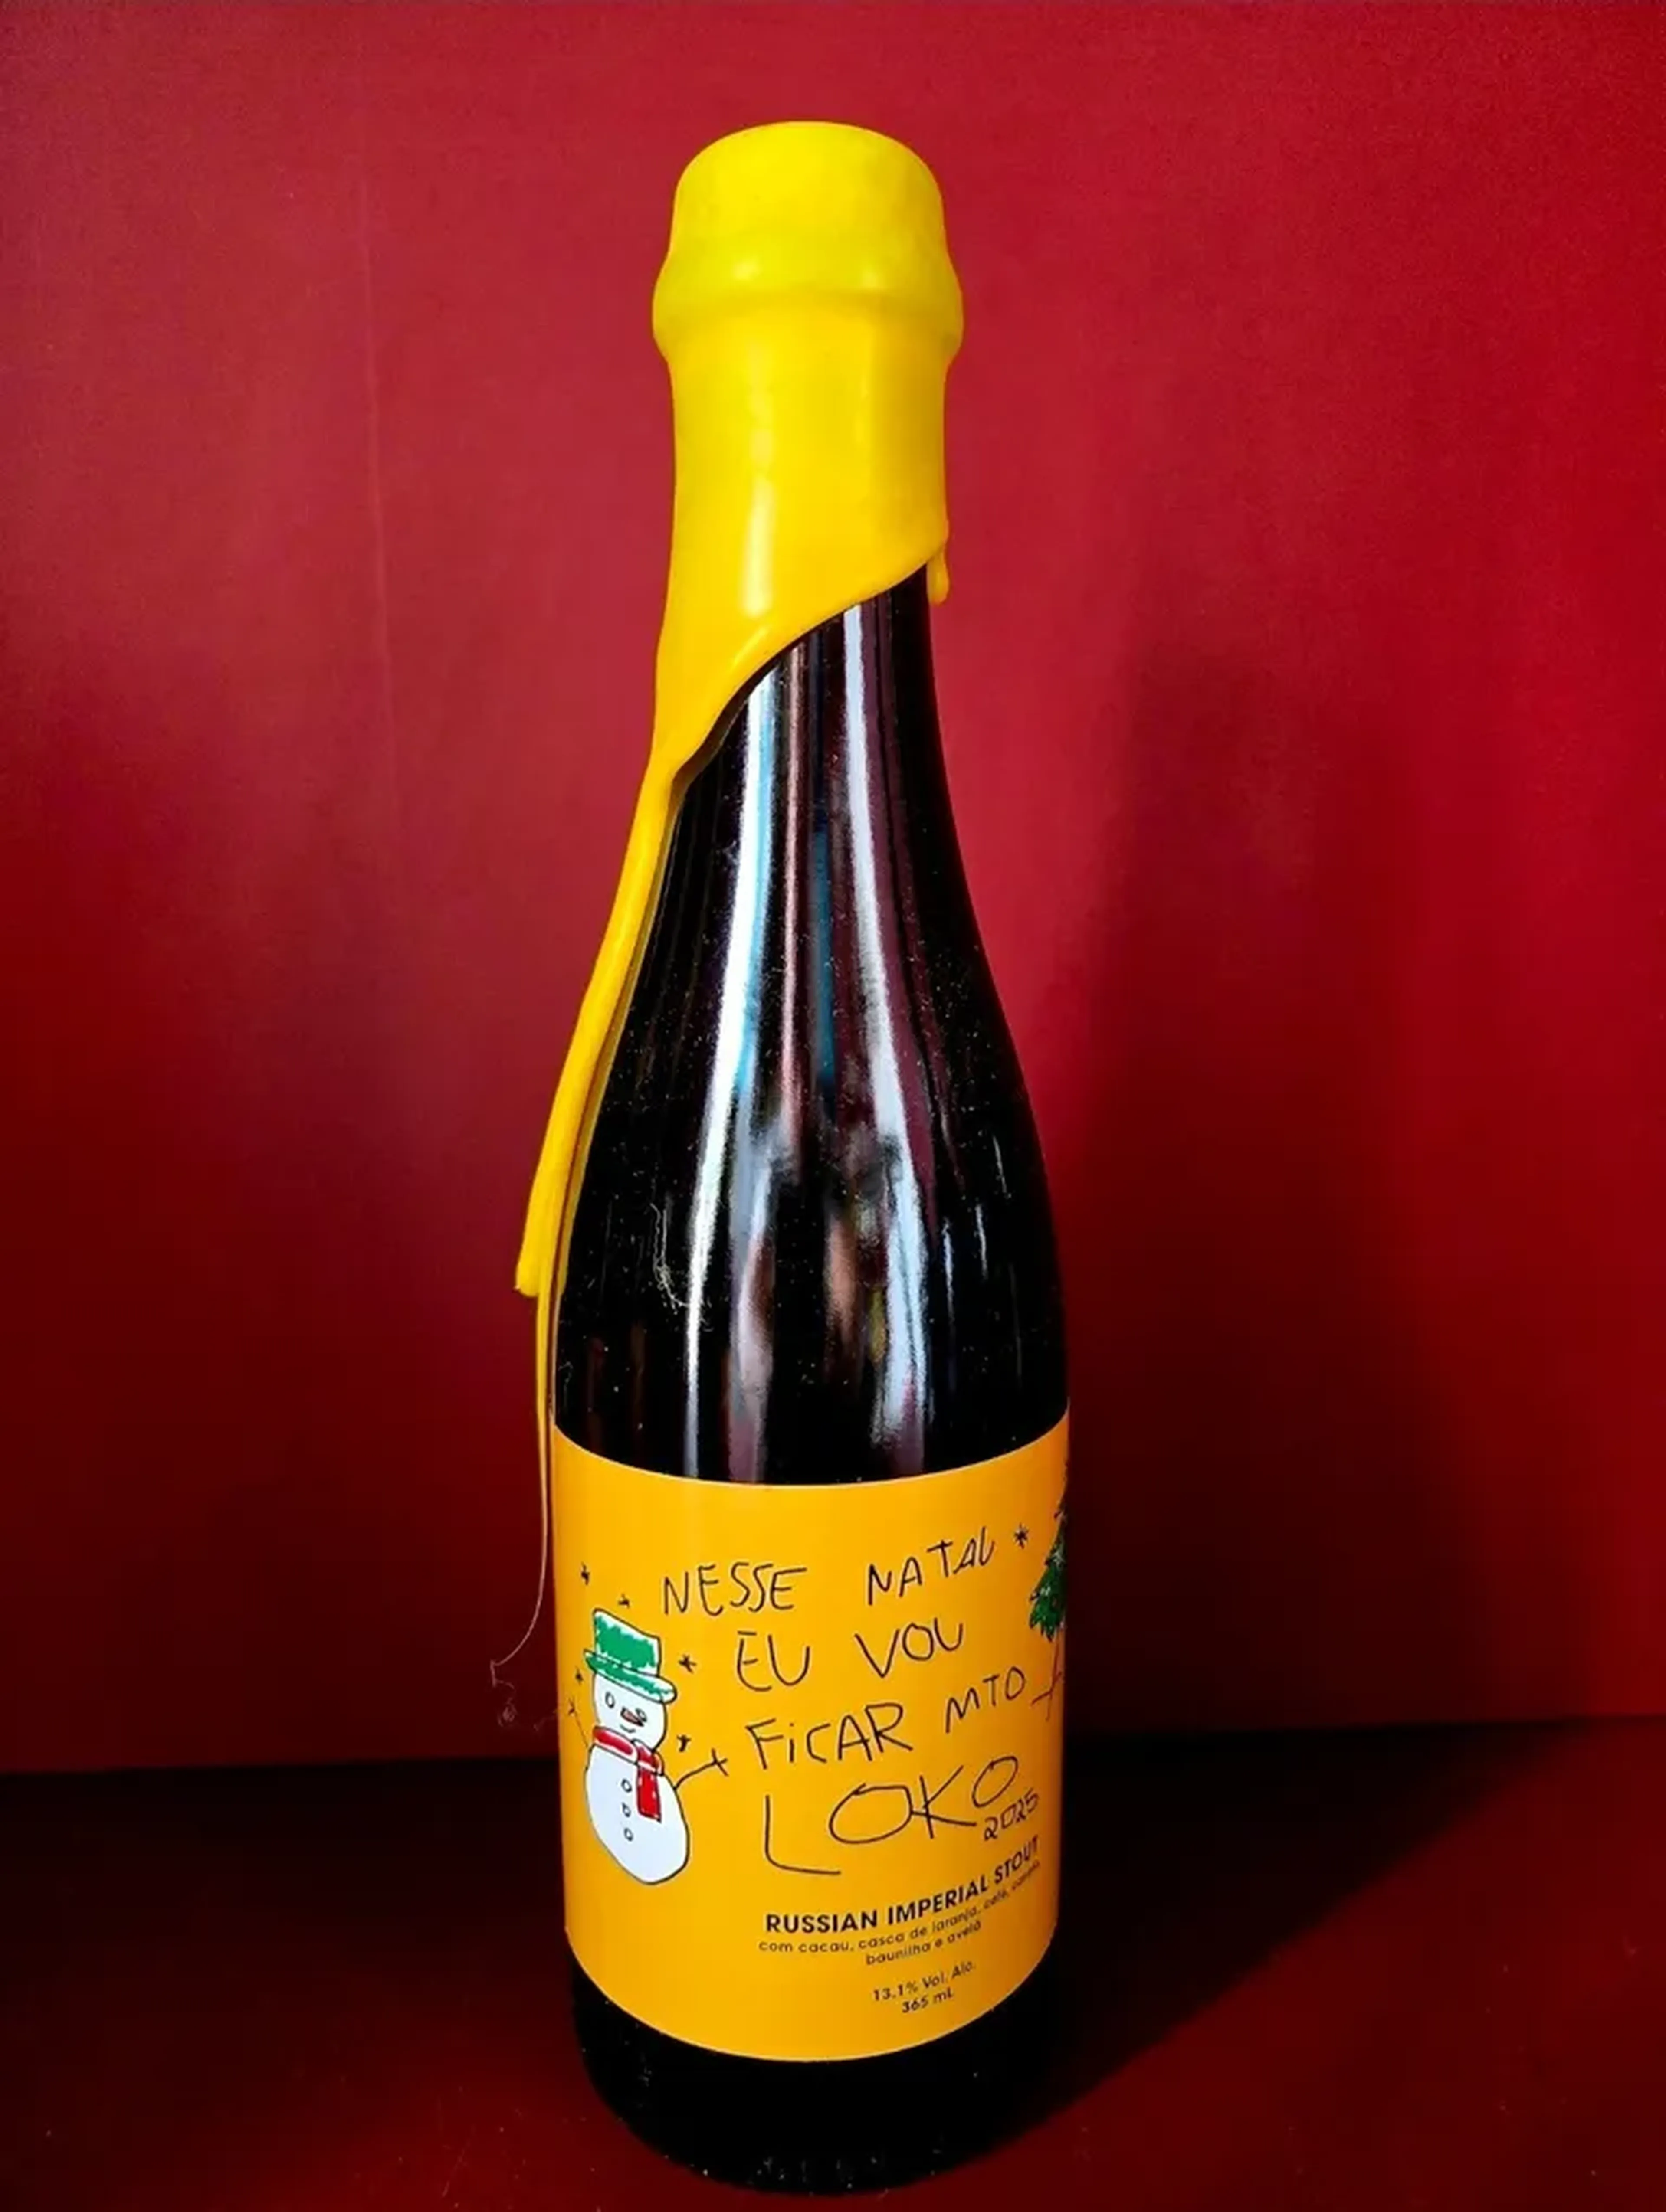 NESSE NATAL
EU VOU
FiCAR MTO
LOKO
2025
RUSSIAN IMPERIAL STOUT
com cacau, casca de laranja, café, canela,
baunilha e avelã
13.1% Vol. Alc.
365 mL